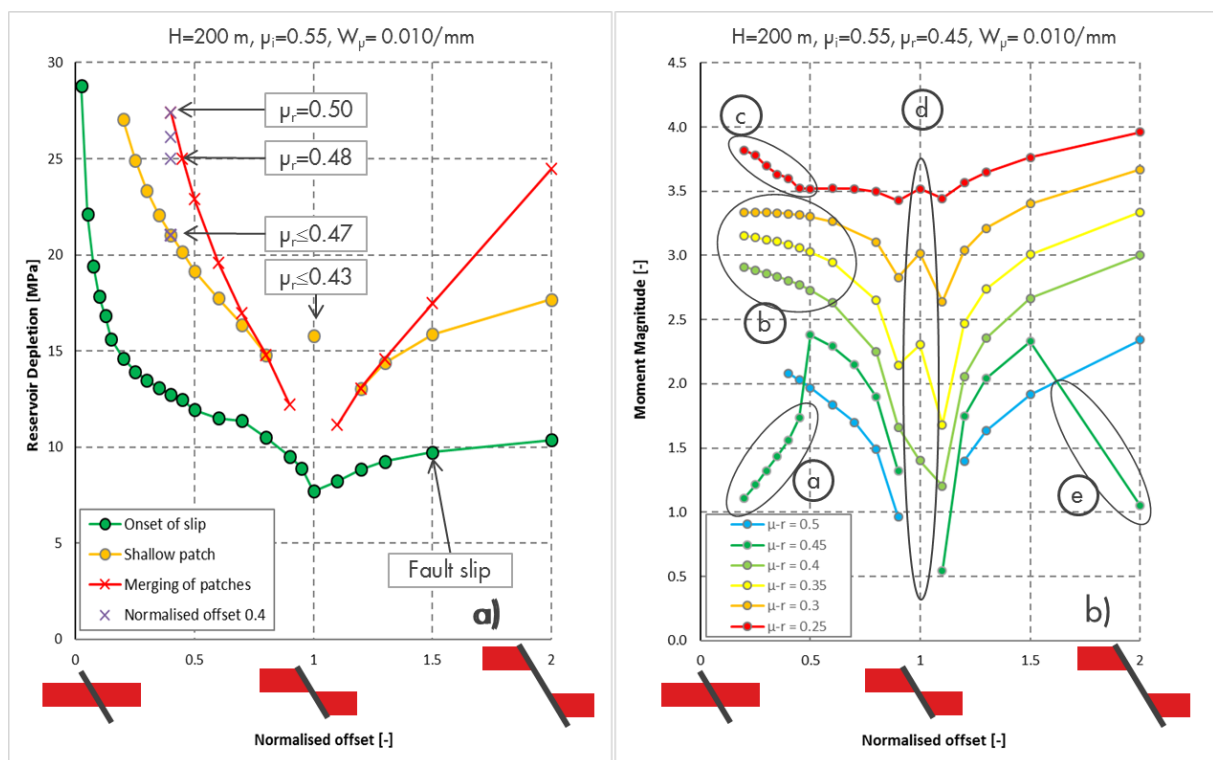 H=200 m, μi=0.55, Wμ= 0.010/mm
30
25
20
15
10
5
0
Reservoir Depletion [MPa]
μr=0.50
μr=0.48
μr≤0.47
μr≤0.43
Onset of slip
Shallow patch
Merging of patches
Normalised offset 0.4
Fault slip
a)
0
0.5
1
1.5
2
Normalised offset [-]
H=200 m, μi=0.55, μr=0.45, Wμ= 0.010/mm
4.5
4.0
3.5
3.0
2.5
2.0
1.5
1.0
0.5
0.0
Moment Magnitude [-]
c
d
b
a
e
μ-r = 0.5
μ-r = 0.45
μ-r = 0.4
μ-r = 0.35
μ-r = 0.3
μ-r = 0.25
b)
0
0.5
1
1.5
2
Normalised offset [-]